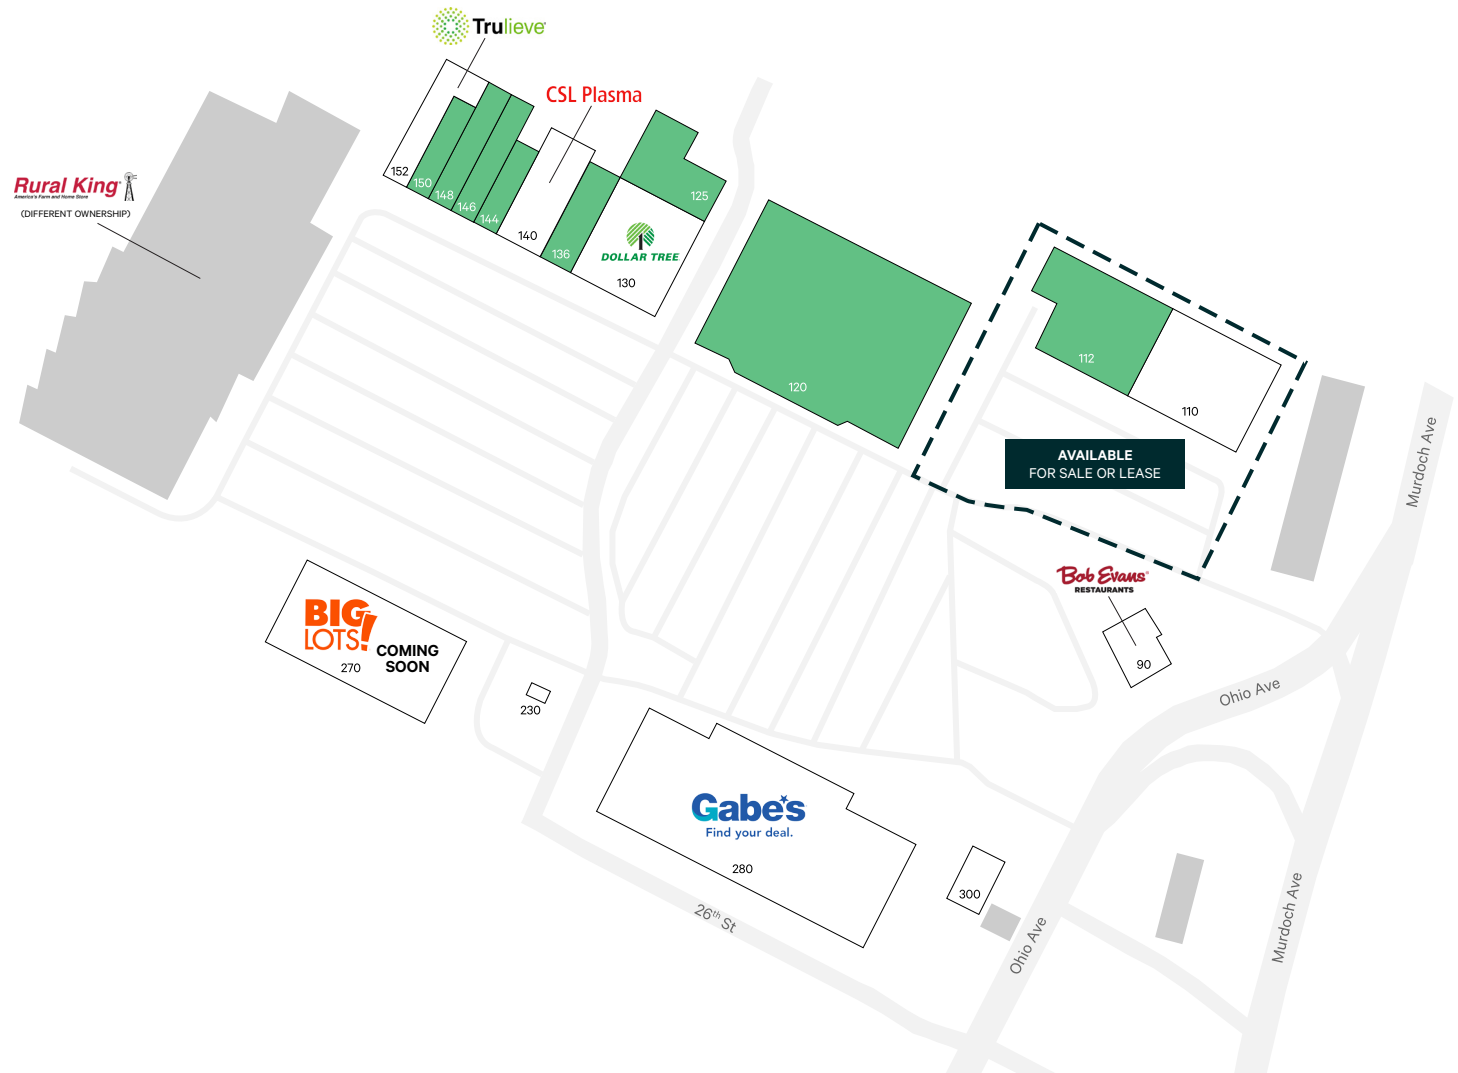 Trulieve
CSL Plasma
Rural King
America's Farm and Home Store
(DIFFERENT OWNERSHIP)
152
150
148
146
144
140
136
125
DOLLAR TREE
130
120
112
110
AVAILABLE
FOR SALE OR LEASE
Murdoch Ave
Bob Evans
RESTAURANTS
90
Ohio Ave
BIG
LOTS!
COMING
SOON
270
230
Gabe's
Find your deal.
280
300
26th St
Ohio Ave
Murdoch Ave